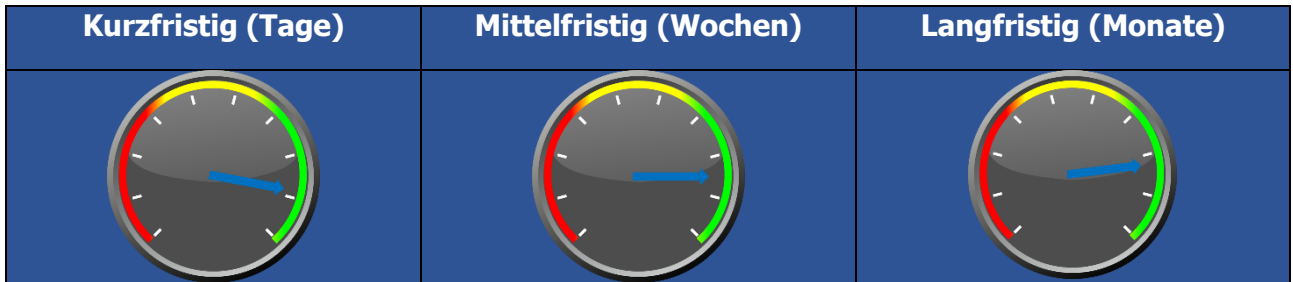 Kurzfristig (Tage)
Mittelfristig (Wochen)
Langfristig (Monate)